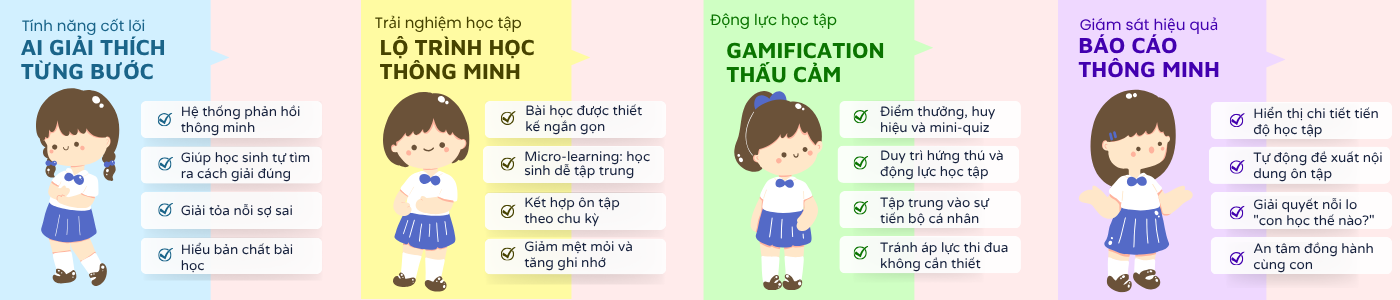 Tính năng cốt lõi
AI GIẢI THÍCH
TỪNG BƯỚC
Hệ thống phản hồi
thông minh
Giúp học sinh tự tìm
ra cách giải đúng
Giải tỏa nỗi sợ sai
Hiểu bản chất bài
học
Trải nghiệm học tập
LỘ TRÌNH HỌC
THÔNG MINH
Bài học được thiết
kế ngắn gọn
Micro-learning: học
sinh dễ tập trung
Kết hợp ôn tập
theo chu kỳ
Giảm mệt mỏi và
tăng ghi nhớ
Động lực học tập
GAMIFICATION
THẤU CẢM
Điểm thưởng, huy
hiệu và mini-quiz
Duy trì hứng thú và
động lực học tập
Tập trung vào sự
tiến bộ cá nhân
Tránh áp lực thi đua
không cần thiết
Giám sát hiệu quả
BÁO CÁO
THÔNG MINH
Hiển thị chi tiết tiến
độ học tập
Tự động đề xuất nội
dung ôn tập
Giải quyết nỗi lo
"con học thế nào?"
An tâm đồng hành
cùng con